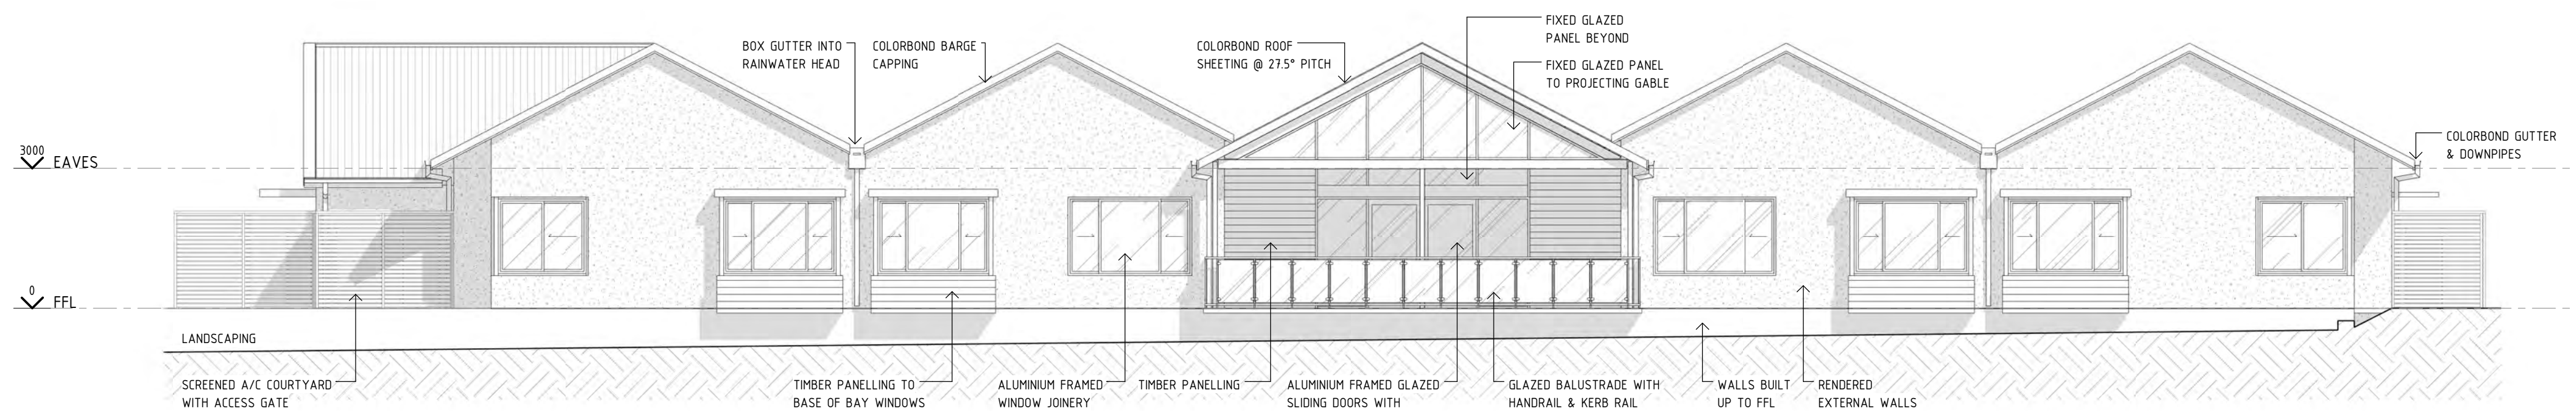 FIXED GLAZED
PANEL BEYOND
BOX GUTTER INTO
RAINWATER HEAD
COLORBOND BARGE
CAPPING
COLORBOND ROOF
SHEETING @ 27.5° PITCH
FIXED GLAZED PANEL
TO PROJECTING GABLE
COLORBOND GUTTER
& DOWNPIPES
3000
EAVES
0
FFL
LANDSCAPING
SCREENED A/C COURTYARD
WITH ACCESS GATE
TIMBER PANELLING TO
BASE OF BAY WINDOWS
ALUMINIUM FRAMED
WINDOW JOINERY
TIMBER PANELLING
ALUMINIUM FRAMED GLAZED
SLIDING DOORS WITH
GLAZED BALUSTRADE WITH
HANDRAIL & KERB RAIL
WALLS BUILT
UP TO FFL
RENDERED
EXTERNAL WALLS